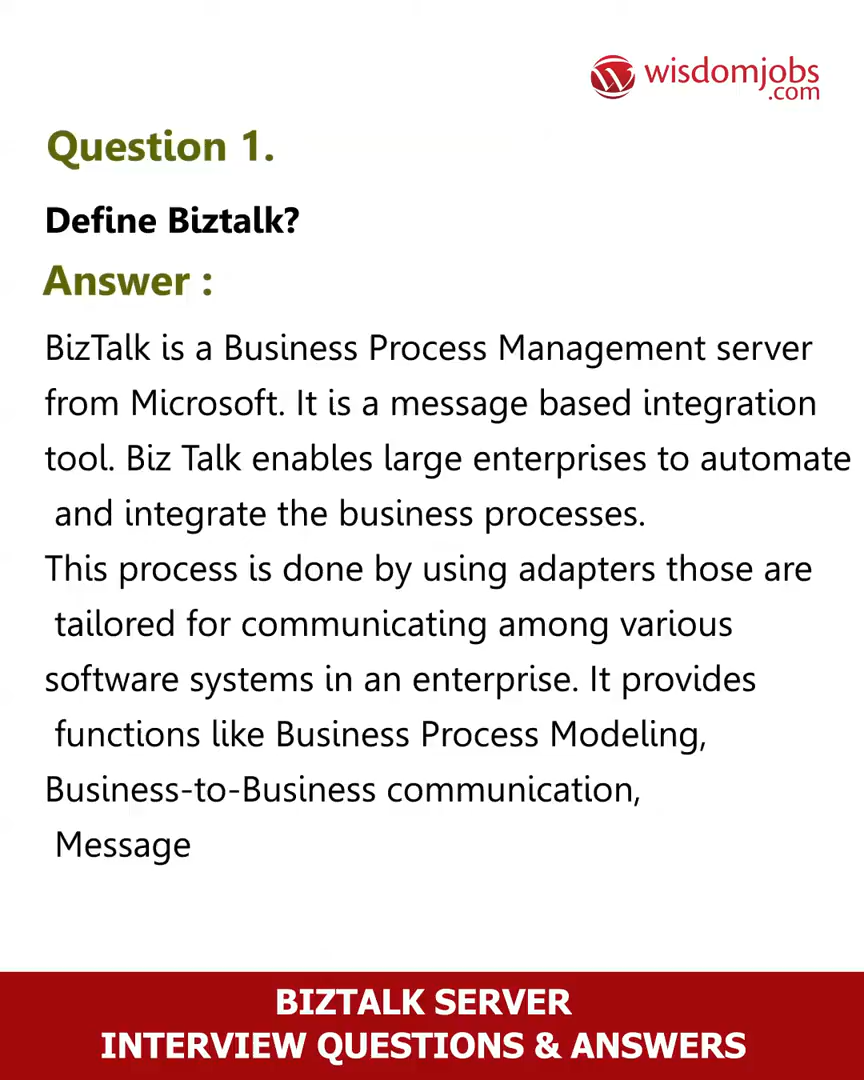 wisdomjobs
.com
Question 1.
Define Biztalk?
Answer :
BizTalk is a Business Process Management server
from Microsoft. It is a message based integration
tool. Biz Talk enables large enterprises to automate
and integrate the business processes.
This process is done by using adapters those are
tailored for communicating among various
software systems in an enterprise. It provides
functions like Business Process Modeling,
Business-to-Business communication,
Message
BIZTALK SERVER
INTERVIEW QUESTIONS & ANSWERS